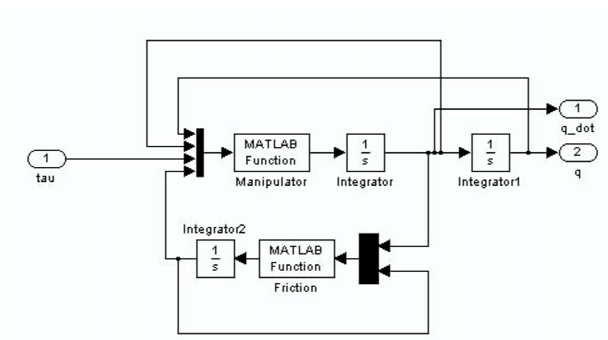 1
tau
MATLAB
Function
Manipulator
1
s
Integrator
1
s
Integrator1
1
q_dot
2
q
Integrator2
1
s
MATLAB
Function
Friction